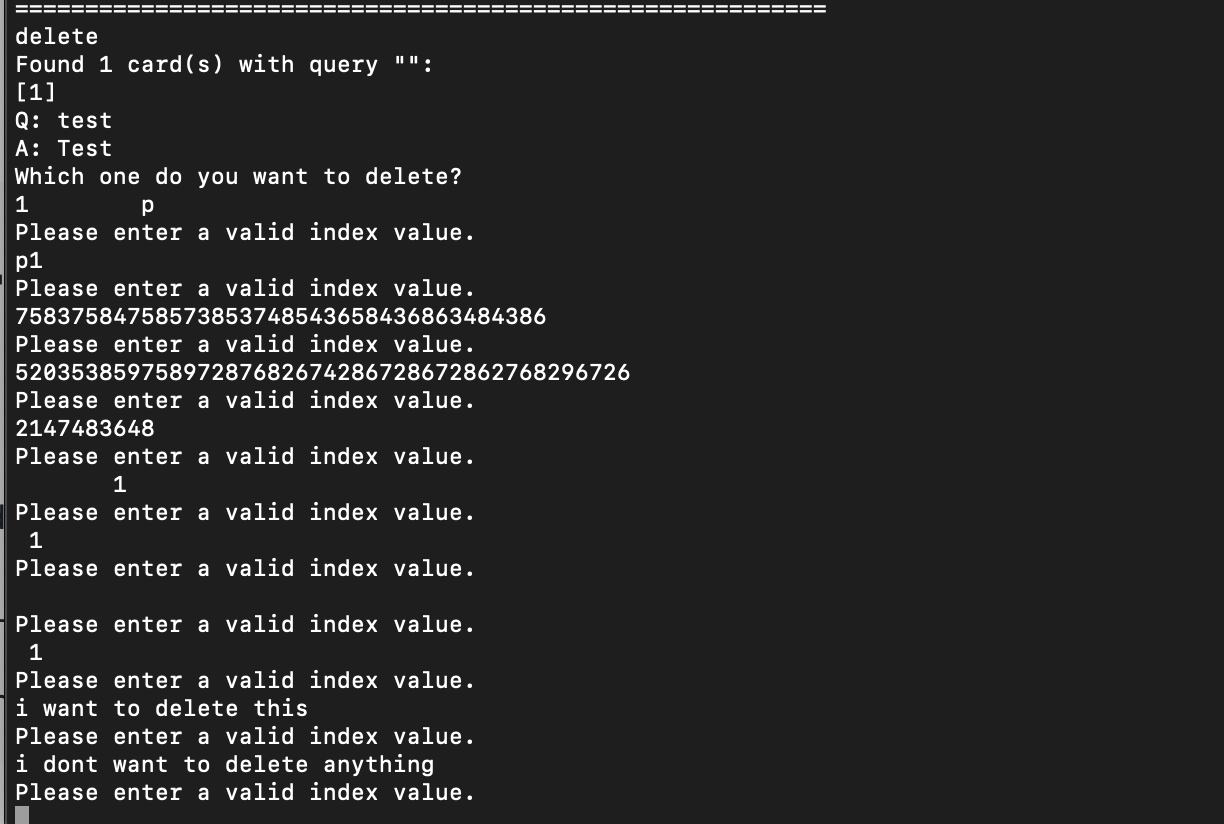 ==========================================================
delete
Found 1 card(s) with query "":
[1]
Q: test
A: Test
Which one do you want to delete?
1        p
Please enter a valid index value.
p1
Please enter a valid index value.
75837584758573853748543658436863484386
Please enter a valid index value.
52035385975897287682674286728672862768296726
Please enter a valid index value.
2147483648
Please enter a valid index value.
       1
Please enter a valid index value.
 1
Please enter a valid index value.

Please enter a valid index value.
 1
Please enter a valid index value.
i want to delete this
Please enter a valid index value.
i dont want to delete anything
Please enter a valid index value.